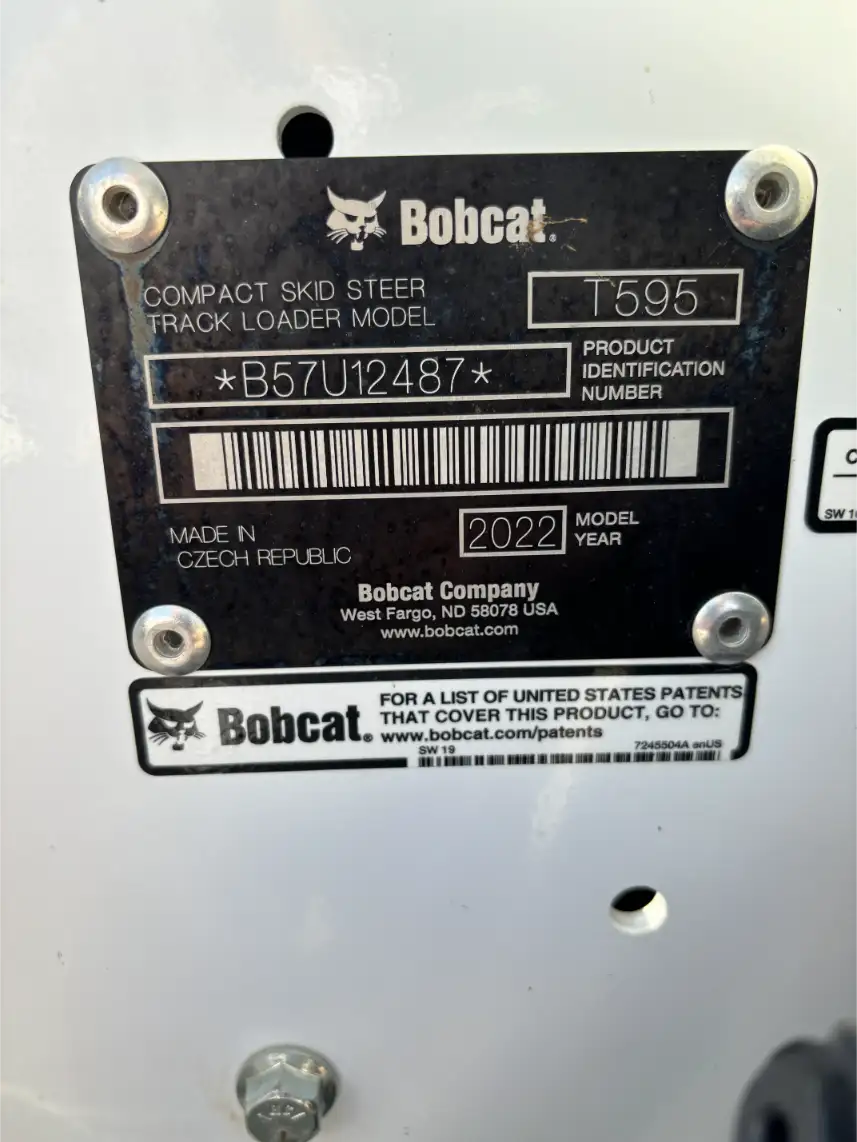 Bobcat®
COMPACT SKID STEER
TRACK LOADER MODEL
T595
*B57U12487*
PRODUCT
IDENTIFICATION
NUMBER
MADE IN
CZECH REPUBLIC
2022
MODEL
YEAR
Bobcat Company
West Fargo, ND 58078 USA
www.bobcat.com
Bobcat®
FOR A LIST OF UNITED STATES PATENTS
THAT COVER THIS PRODUCT, GO TO:
www.bobcat.com/patents
SW 19
7245504A enUS
C
SW